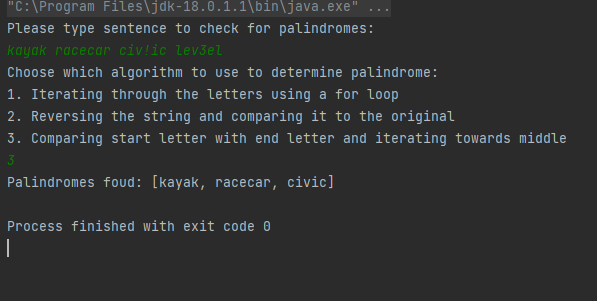 "C:\Program Files\jdk-18.0.1.1\bin\java.exe" ...
Please type sentence to check for palindromes:
kayak racecar civ!ic lev3el
Choose which algorithm to use to determine palindrome:
1. Iterating through the letters using a for loop
2. Reversing the string and comparing it to the original
3. Comparing start letter with end letter and iterating towards middle
3
Palindromes foud: [kayak, racecar, civic]
Process finished with exit code 0